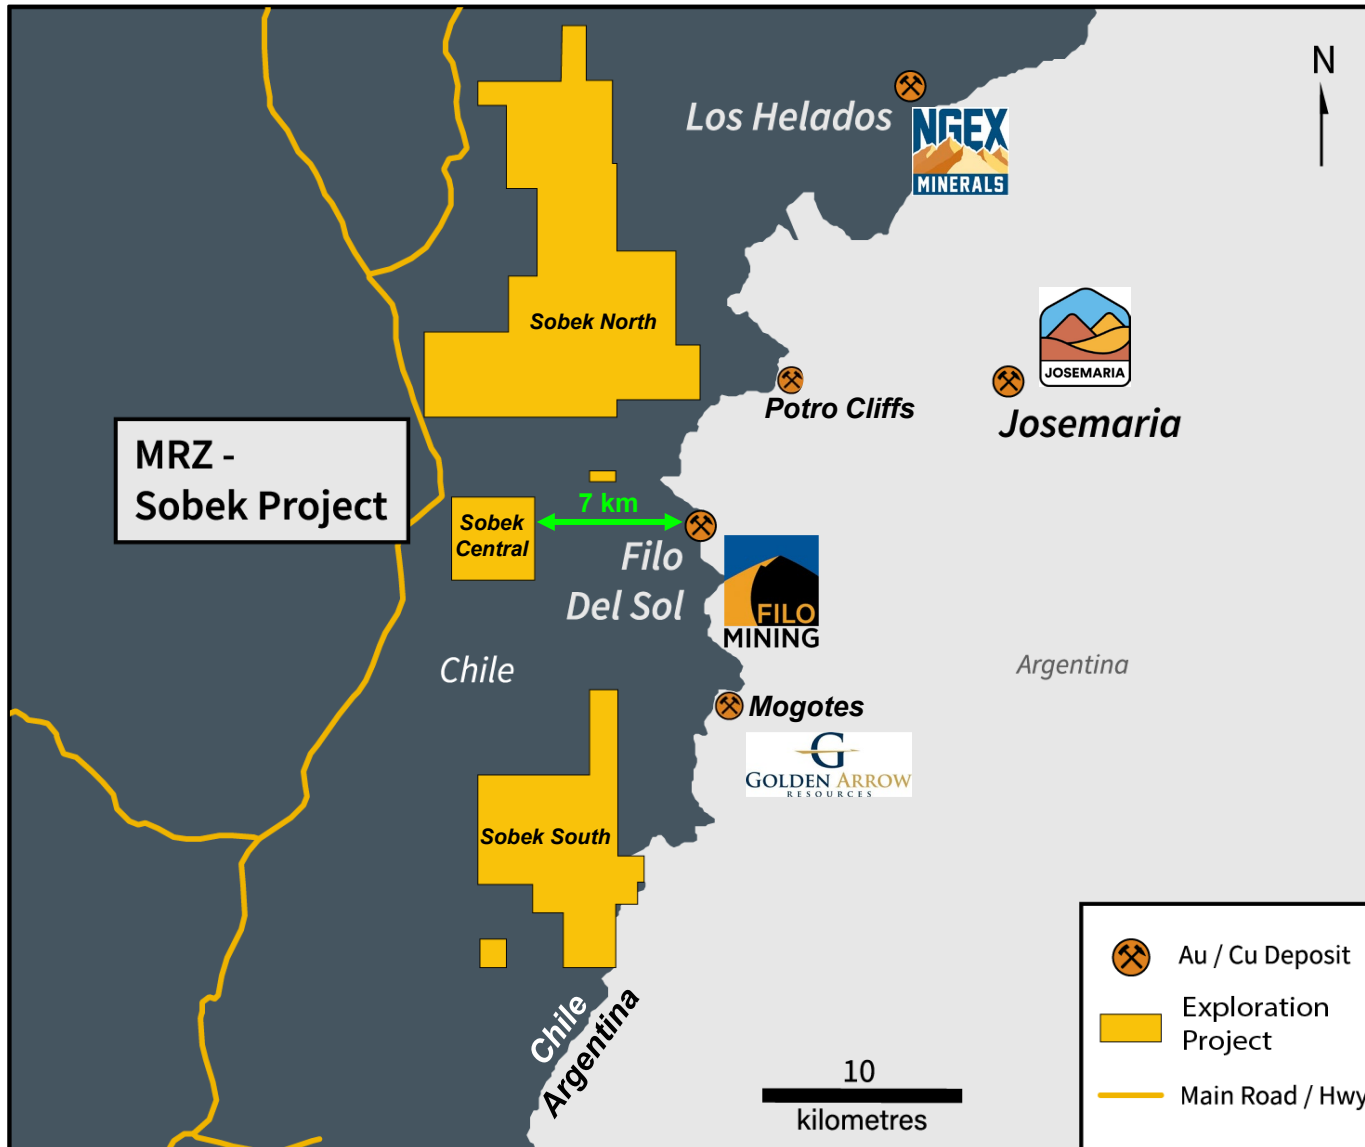 N
Los Helados
NGEX
MINERALS
Sobek North
JOSEMARIA
Potro Cliffs
Josemaria
MRZ -
Sobek Project
7 km
Sobek
Central
Filo
Del Sol
FILO
MINING
Chile
Argentina
Mogotes
G
GOLDEN ARROW
RESOURCES
Sobek South
Chile
Argentina
10
kilometres
Au / Cu Deposit
Exploration
Project
Main Road / Hwy